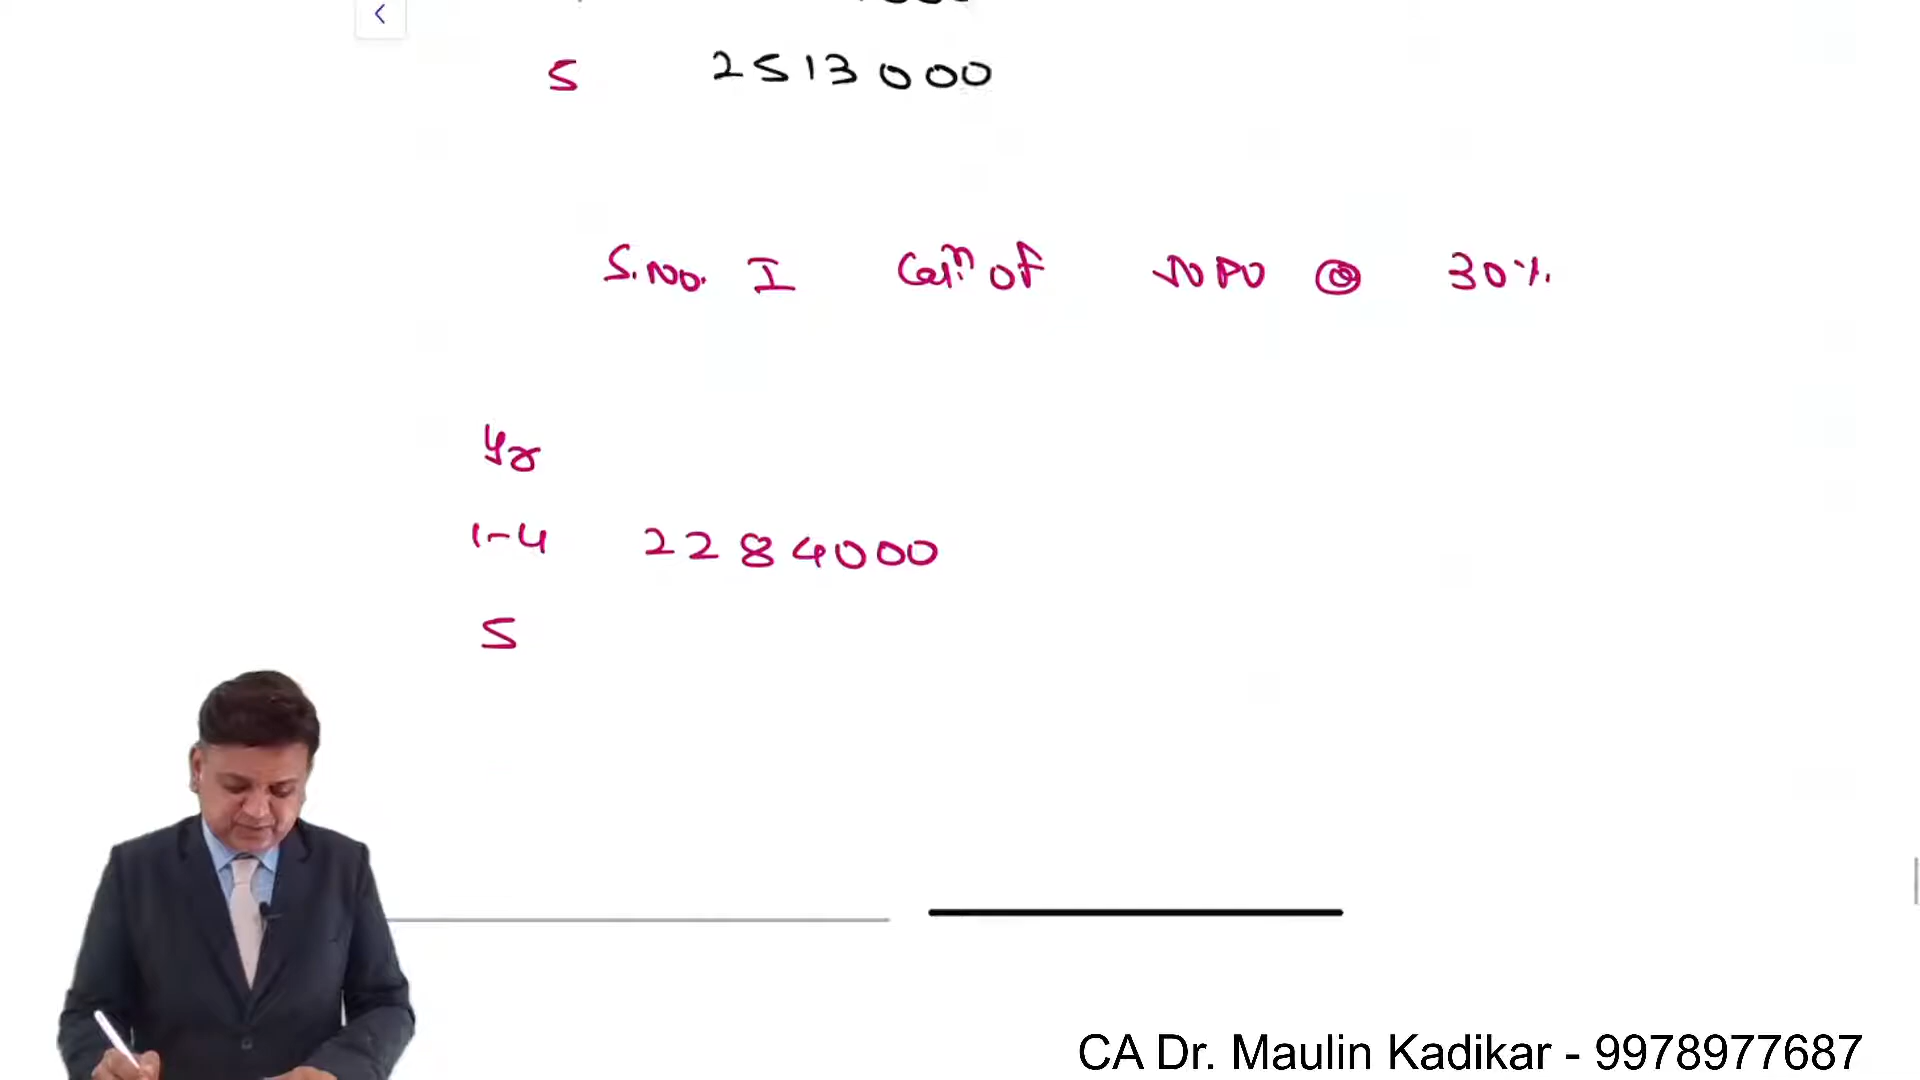 5 2513000
S.No. I Caln of NPV @ 30%
Yr
1-4 2284000
5
CA Dr. Maulin Kadikar - 9978977687